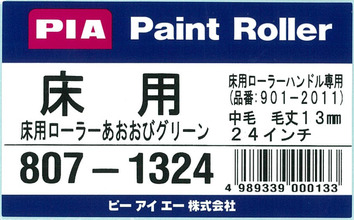 PIA Paint Roller
床用
床用ローラーあおおびグリーン
床用ローラーハンドル専用
(品番:901-2011)
中毛 毛丈13mm
24インチ
807-1324
4 989339 000133
ピー アイ エー 株式会社